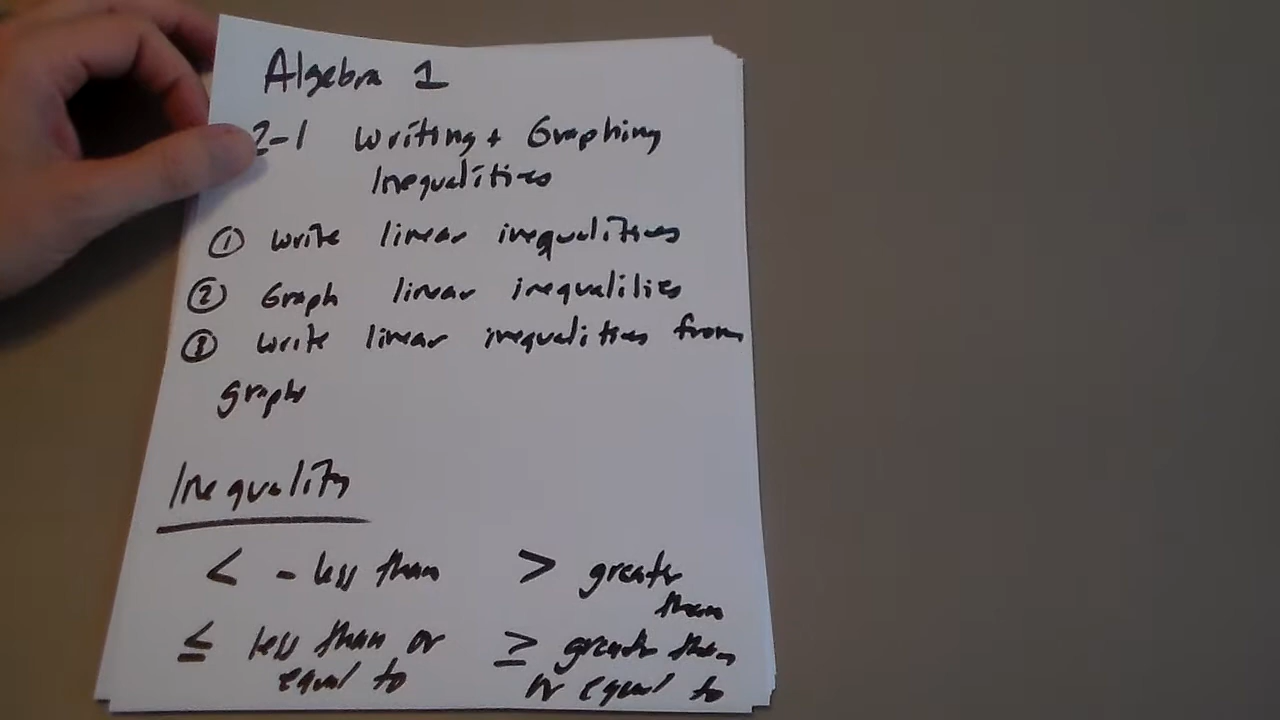 Algebra 1
2-1 Writing + Graphing
Inequalities
① Write linear inequalities
② Graph linear inequalities
③ Write linear inequalities from
graphs
Inequality
< - less than > greater
than
≤ less than or ≥ greater than
equal to or equal to